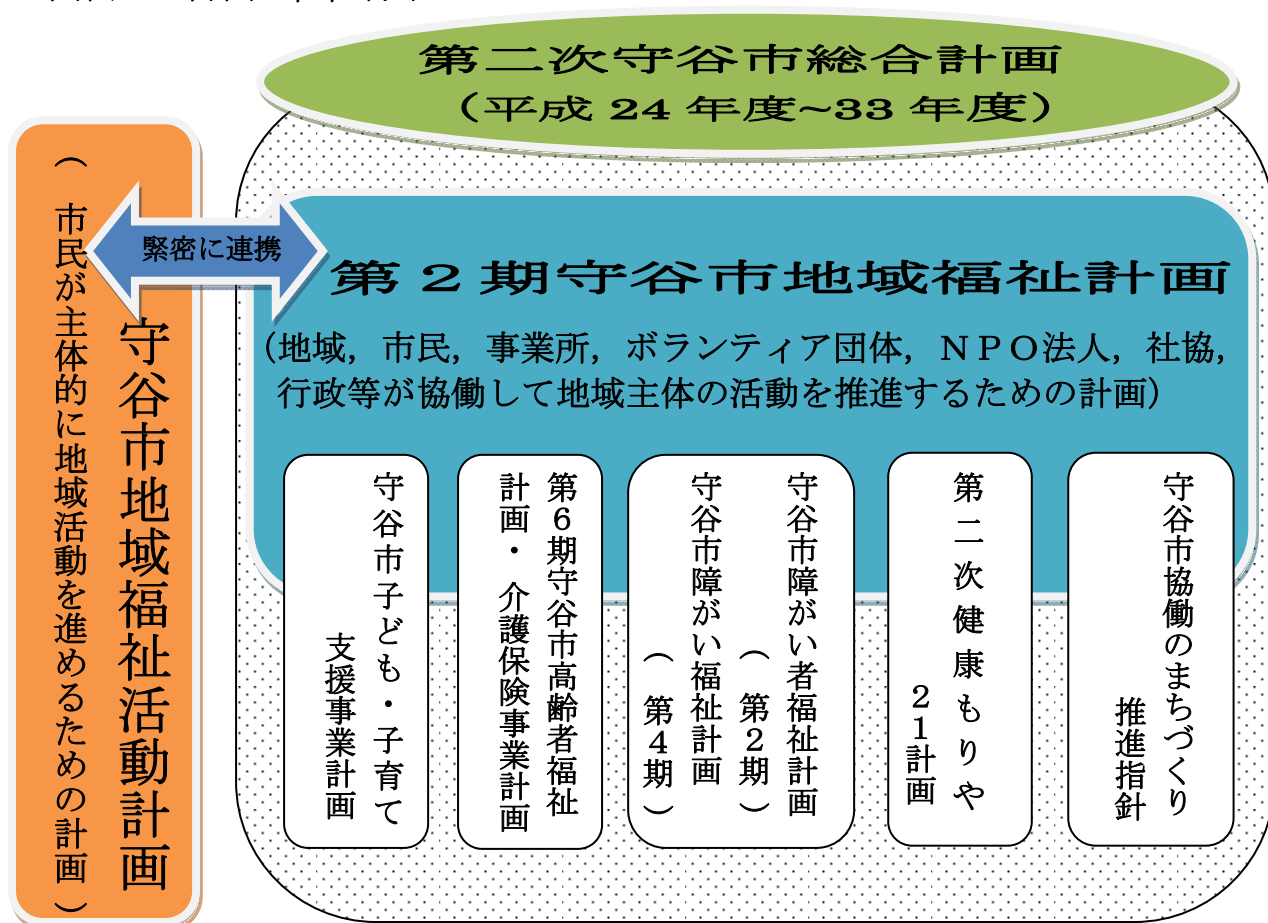 第二次守谷市総合計画
（平成 24 年度~33 年度）
緊密に連携
守谷市地域福祉活動計画
（市民が主体的に地域活動を進めるための計画）
第 2 期守谷市地域福祉計画
（地域，市民，事業所，ボランティア団体，ＮＰＯ法人，社協，
行政等が協働して地域主体の活動を推進するための計画）
守谷市子ども・子育て
支援事業計画
第６期守谷市高齢者福祉
計画・介護保険事業計画
守谷市障がい者福祉計画
（第２期）
守谷市障がい福祉計画
（第４期）
第二次健康もりや
２１計画
守谷市協働のまちづくり
推進指針